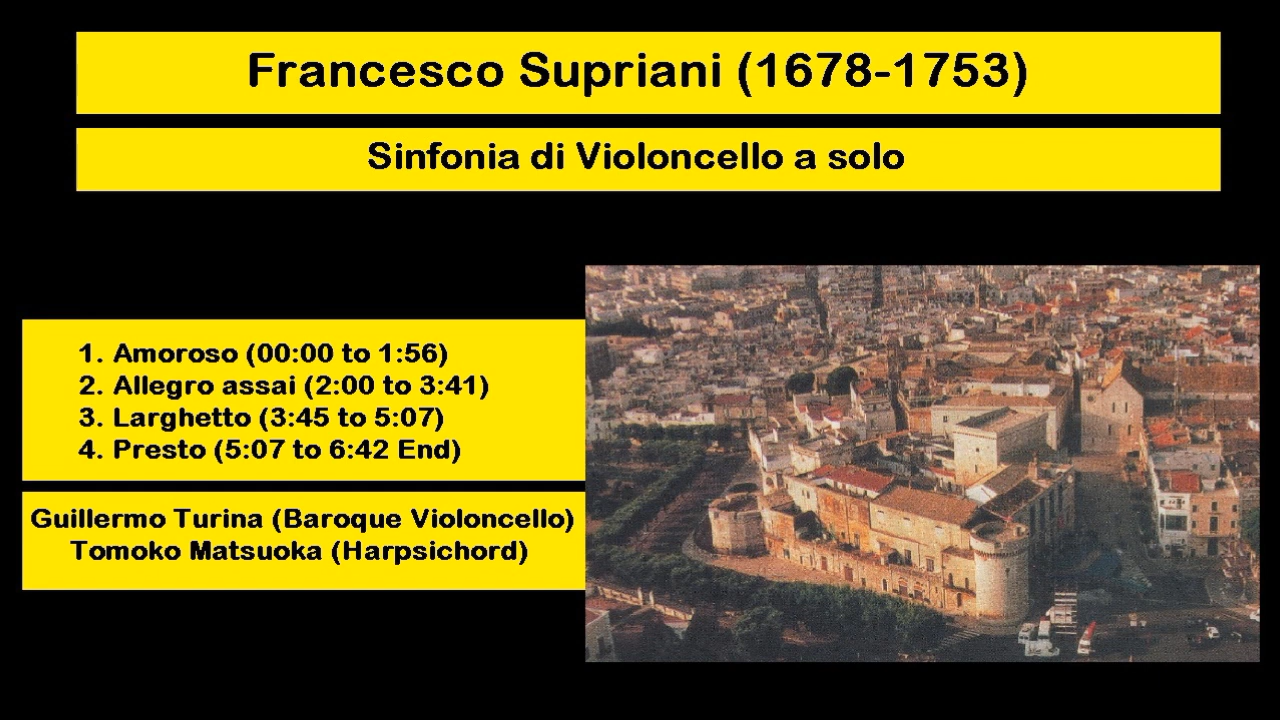 Francesco Supriani (1678-1753)
Sinfonia di Violoncello a solo
1. Amoroso (00:00 to 1:56)
2. Allegro assai (2:00 to 3:41)
3. Larghetto (3:45 to 5:07)
4. Presto (5:07 to 6:42 End)
Guillermo Turina (Baroque Violoncello)
Tomoko Matsuoka (Harpsichord)